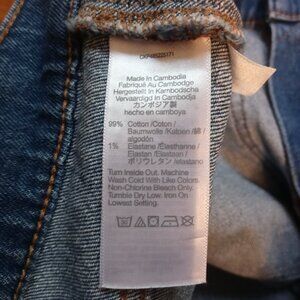 Made In Cambodia
Fabriqué Au Cambodge
Hergestellt in Kambodscha
Vervaardigd in Cambodja
カンボジア製
hecho en camboya
99% Cotton /Coton/
Baumwolle /Katoen /綿 /
algodón
1% Elastane /Élasthanne /
Elastan /Elastaan /
ポリウレタン /elastano
Turn Inside Out. Machine
Wash Cold With Like Colors.
Non-Chlorine Bleach Only.
Tumble Dry Low. Iron On
Lowest Setting.